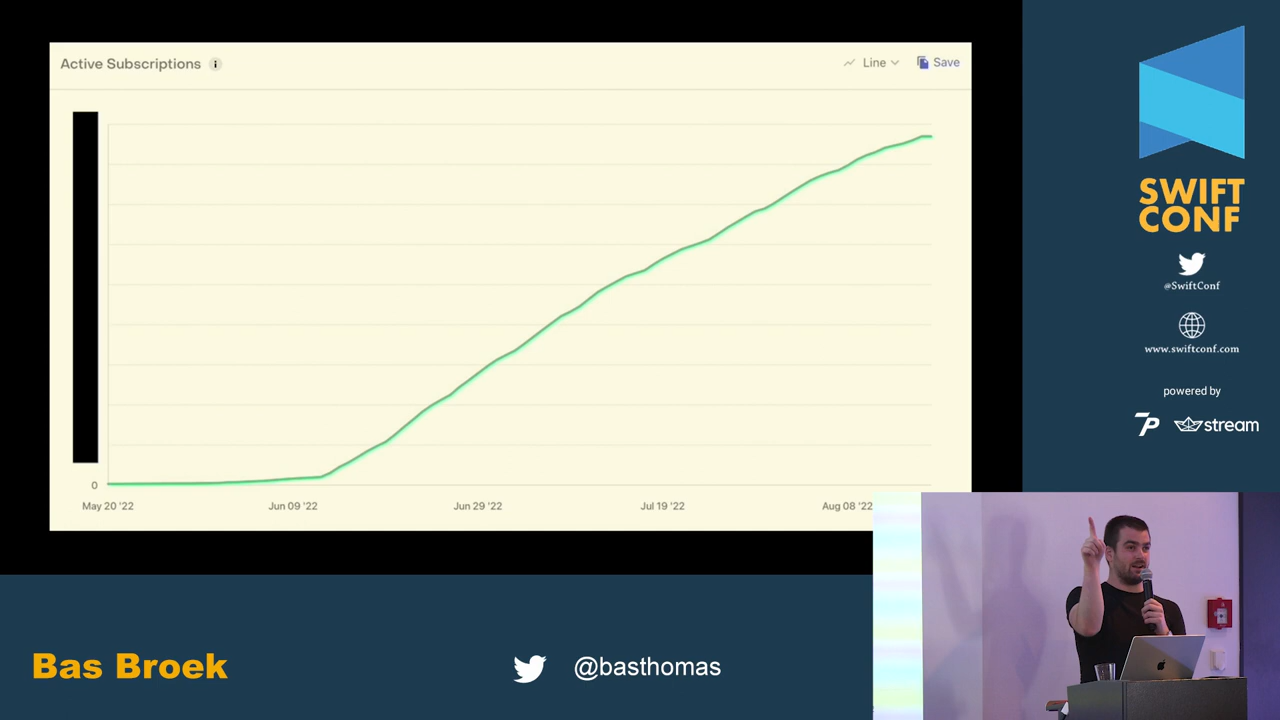 Active Subscriptions
Line
Save
0
May 20 '22
Jun 09 '22
Jun 29 '22
Jul 19 '22
Aug 08 '22
SWIFT
CONF
@SwiftConf
www.swiftconf.com
powered by
7P
stream
Bas Broek
@basthomas